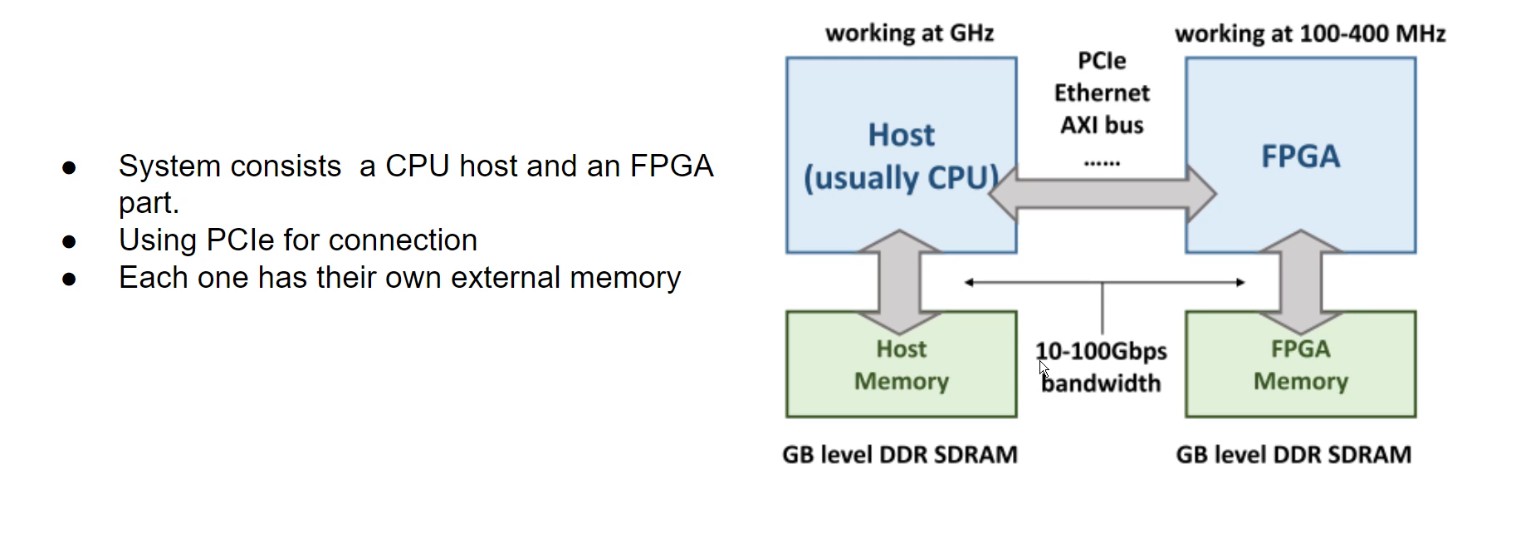 ● System consists  a CPU host and an FPGA
part.
● Using PCIe for connection
● Each one has their own external memory
working at GHz
working at 100-400 MHz
PCIe
Ethernet
AXI bus
......
Host
(usually CPU)
FPGA
Host
Memory
10-100Gbps
bandwidth
FPGA
Memory
GB level DDR SDRAM
GB level DDR SDRAM